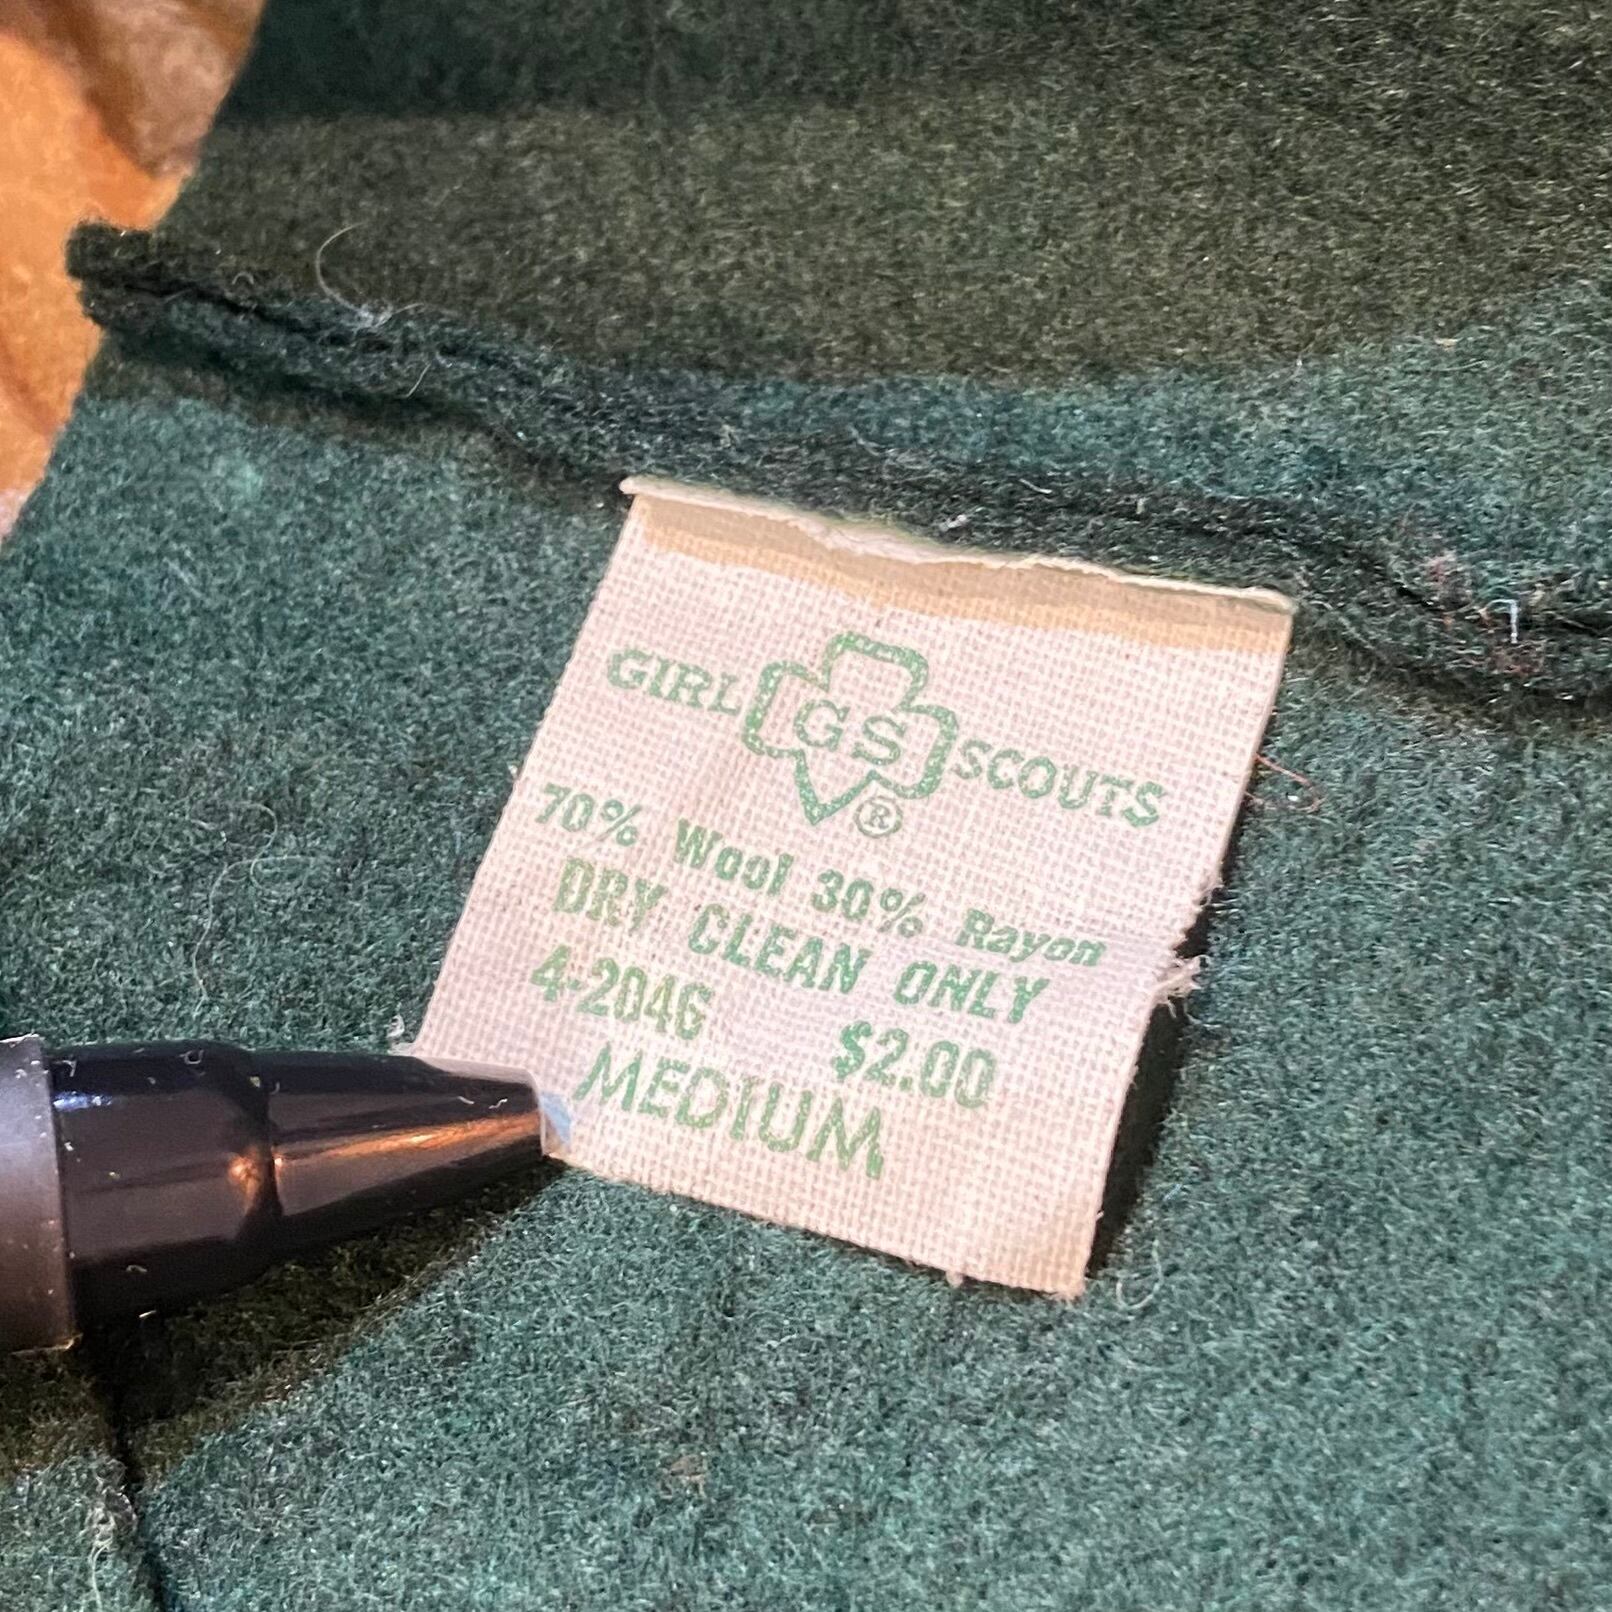 GIRL GS SCOUTS
®
70% Wool 30% Rayon
DRY CLEAN ONLY
4-2046 $2.00
MEDIUM